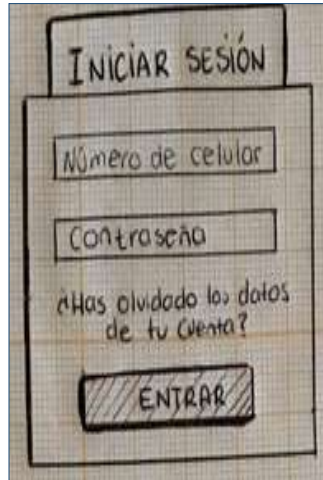 INICIAR SESIÓN
Número de celular
Contraseña
¿Has olvidado los datos
de tu cuenta?
ENTRAR